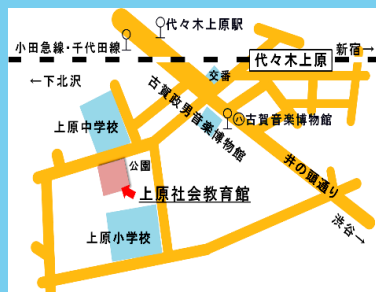 代々木上原駅
小田急線・千代田線
新宿→
代々木上原
←下北沢
交番
古賀政男音楽博物館
バ古賀音楽博物館
上原中学校
公園
井の頭通り
上原社会教育館
上原小学校
渋谷→